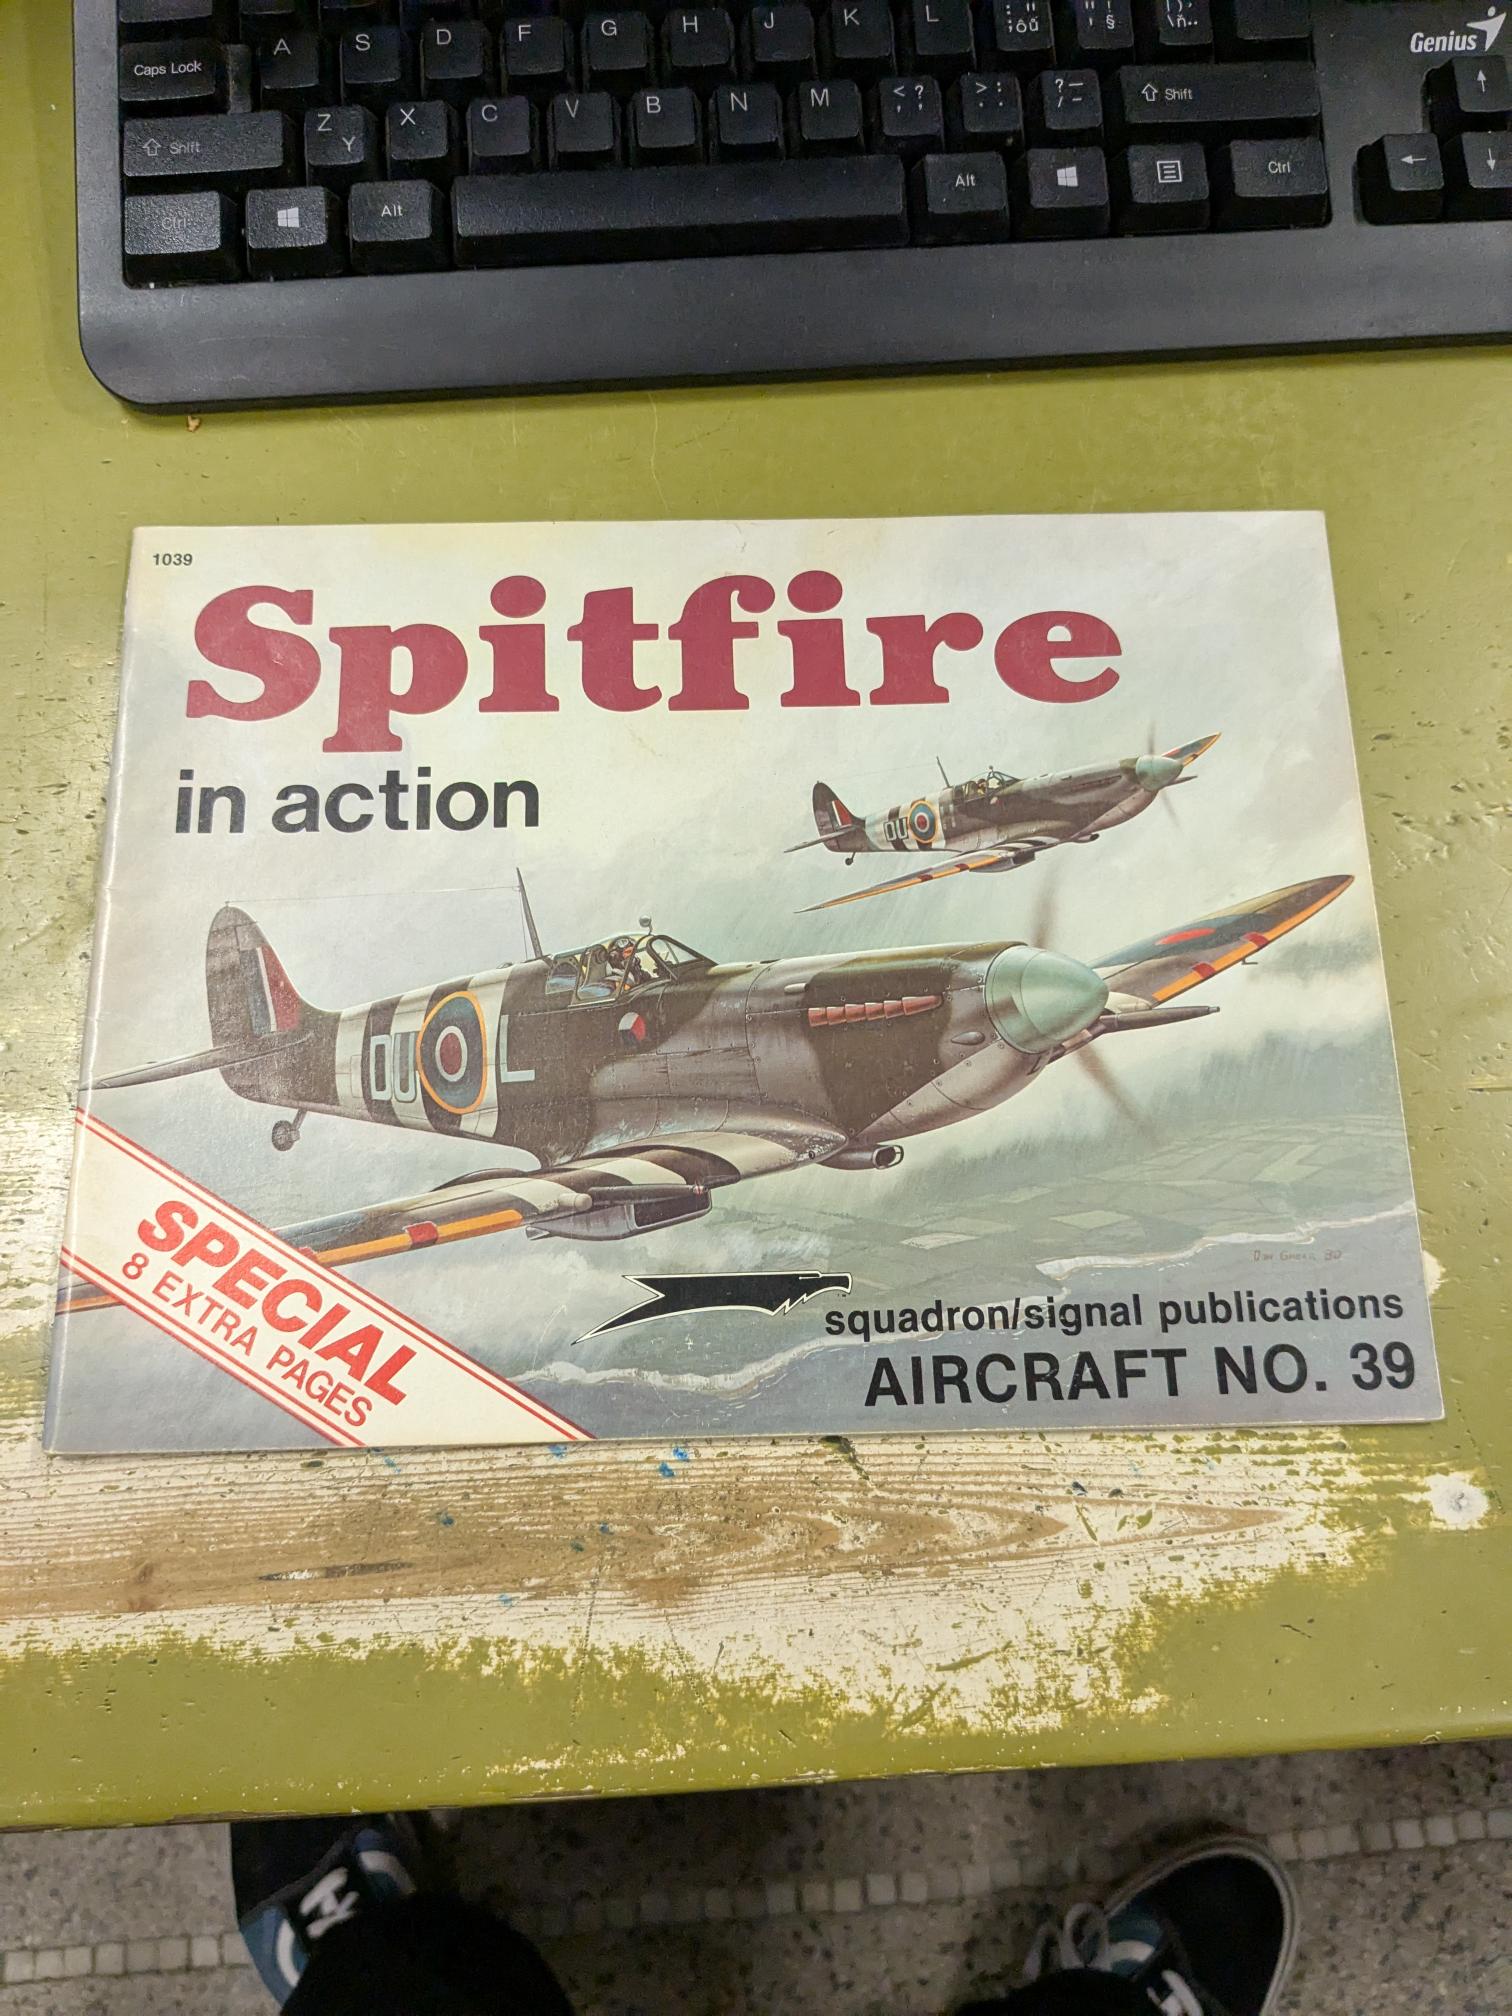 Genius
A S D F G H J K L
Caps Lock
Z X C V B N M
Y
Shift
Shift
Ctrl
Alt
Alt
Ctrl
1039
Spitfire
in action
DU
DU L
SPECIAL
8 EXTRA PAGES
squadron/signal publications
AIRCRAFT NO. 39